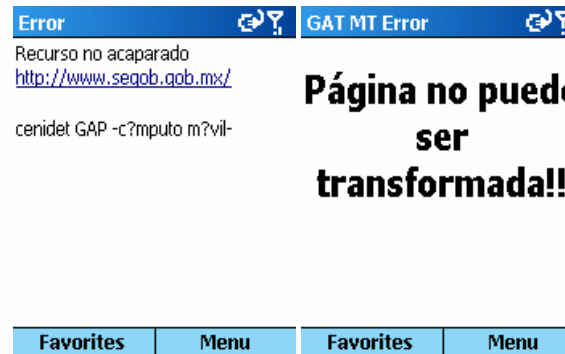 Error
Recurso no acaparado
http://www.segob.gob.mx/
cenidet GAP -c?mputo m?vil-
Favorites Menu
GAT MT Error
Página no puede
ser
transformada!!
Favorites Menu